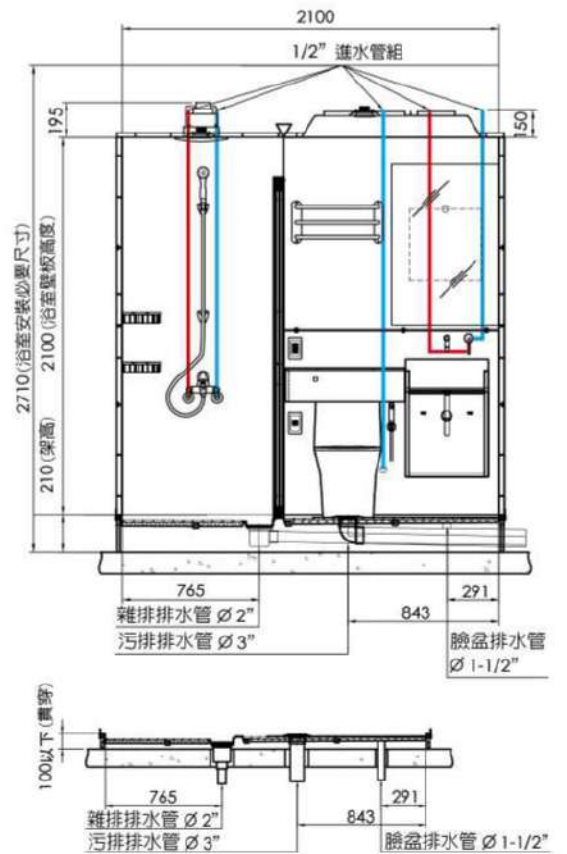 2100
1/2” 進水管組
195
150
2710(浴室安裝必要尺寸)
2100(浴室壁板高度)
210(架高)
765
291
843
雜排排水管 Ø 2”
污排排水管 Ø 3”
臉盆排水管
Ø 1-1/2”
100以下(貫穿)
765
291
843
雜排排水管 Ø 2”
污排排水管 Ø 3”
臉盆排水管 Ø 1-1/2”